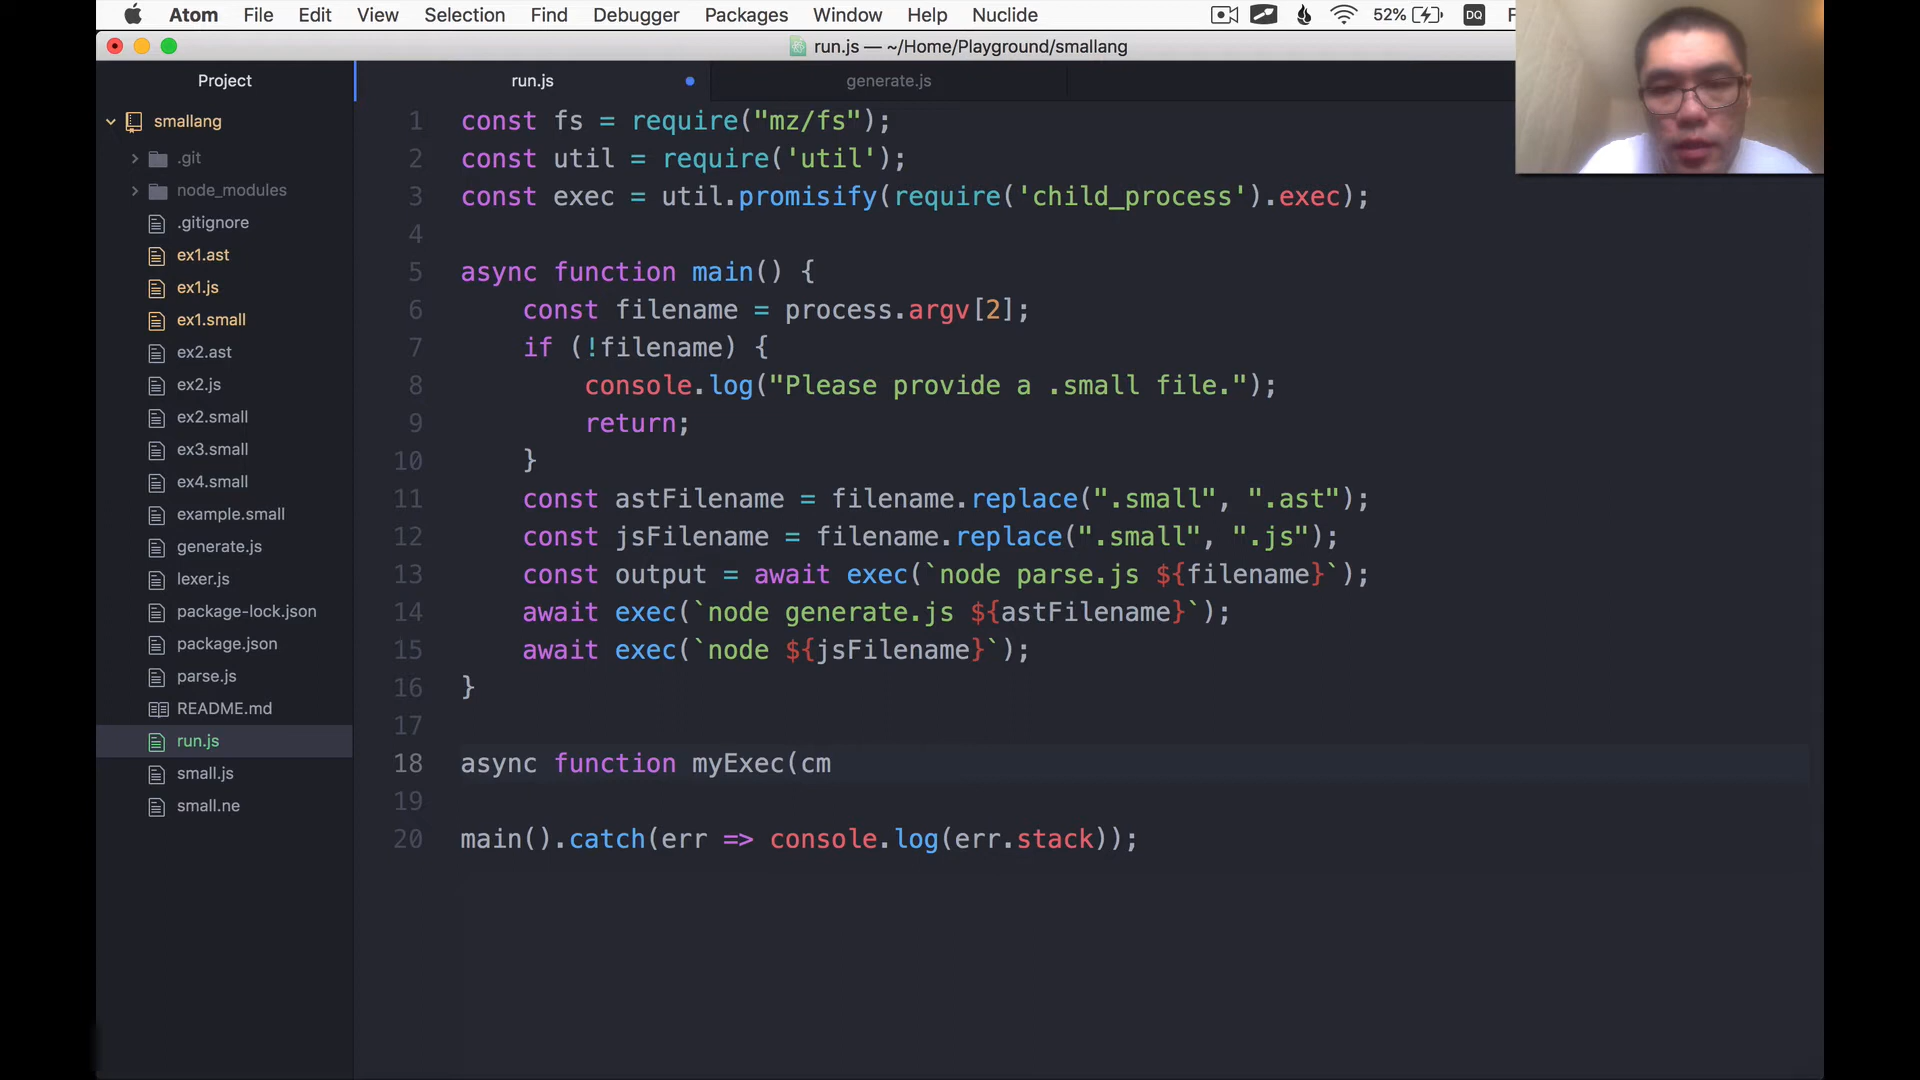 Atom File Edit View Selection Find Debugger Packages Window Help Nuclide 52% DQ
run.js — ~/Home/Playground/smallang
Project
run.js
generate.js
smallang
.git
node_modules
.gitignore
ex1.ast
ex1.js
ex1.small
ex2.ast
ex2.js
ex2.small
ex3.small
ex4.small
example.small
generate.js
lexer.js
package-lock.json
package.json
parse.js
README.md
run.js
small.js
small.ne
1 const fs = require("mz/fs");
2 const util = require('util');
3 const exec = util.promisify(require('child_process').exec);
4
5 async function main() {
6 const filename = process.argv[2];
7 if (!filename) {
8 console.log("Please provide a .small file.");
9 return;
10 }
11 const astFilename = filename.replace(".small", ".ast");
12 const jsFilename = filename.replace(".small", ".js");
13 const output = await exec(`node parse.js ${filename}`);
14 await exec(`node generate.js ${astFilename}`);
15 await exec(`node ${jsFilename}`);
16 }
17
18 async function myExec(cm
19
20 main().catch(err => console.log(err.stack));